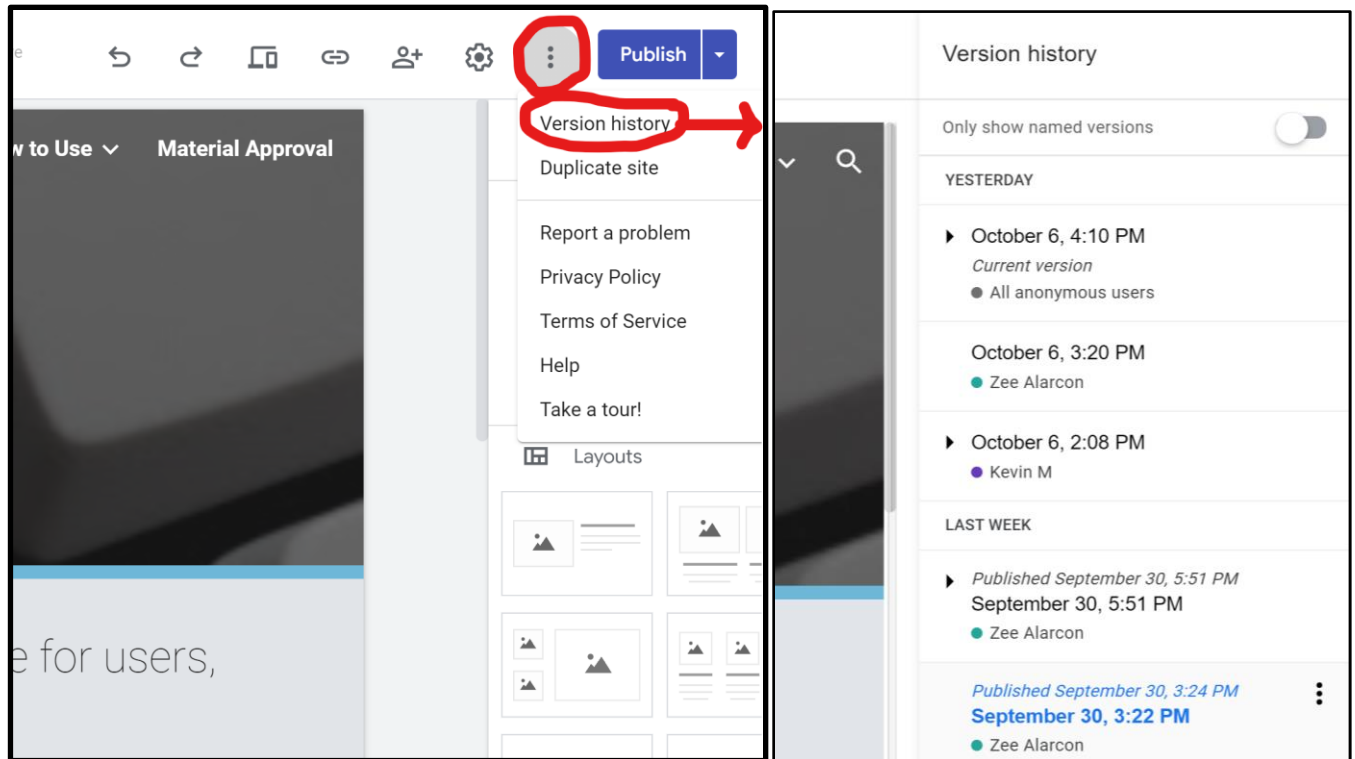 e
Publish
w to Use
Material Approval
Version history
Duplicate site
Report a problem
Privacy Policy
Terms of Service
Help
Take a tour!
Layouts
e for users,
Version history
Only show named versions
YESTERDAY
October 6, 4:10 PM
Current version
All anonymous users
October 6, 3:20 PM
Zee Alarcon
October 6, 2:08 PM
Kevin M
LAST WEEK
Published September 30, 5:51 PM
September 30, 5:51 PM
Zee Alarcon
Published September 30, 3:24 PM
September 30, 3:22 PM
Zee Alarcon